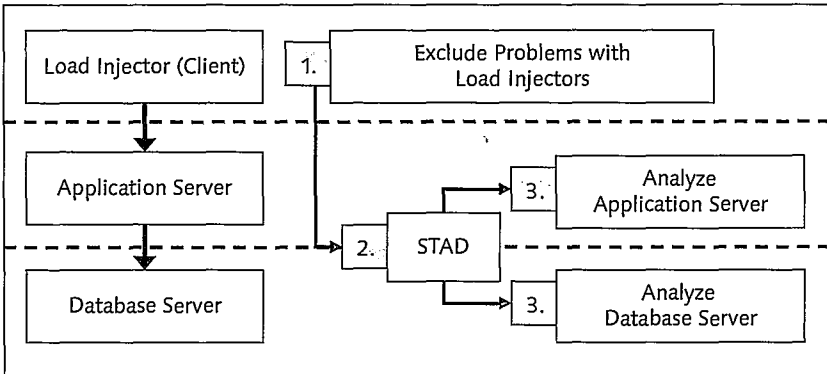 Load Injector (Client)
1.
Exclude Problems with
Load Injectors
Application Server
3.
Analyze
Application Server
2.
STAD
Database Server
3.
Analyze
Database Server